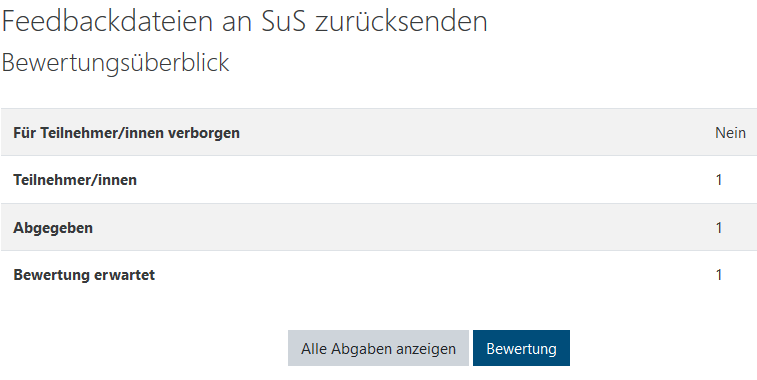 Feedbackdateien an SuS zurücksenden
Bewertungsüberblick
Für Teilnehmer/innen verborgen Nein
Teilnehmer/innen 1
Abgegeben 1
Bewertung erwartet 1
Alle Abgaben anzeigen Bewertung